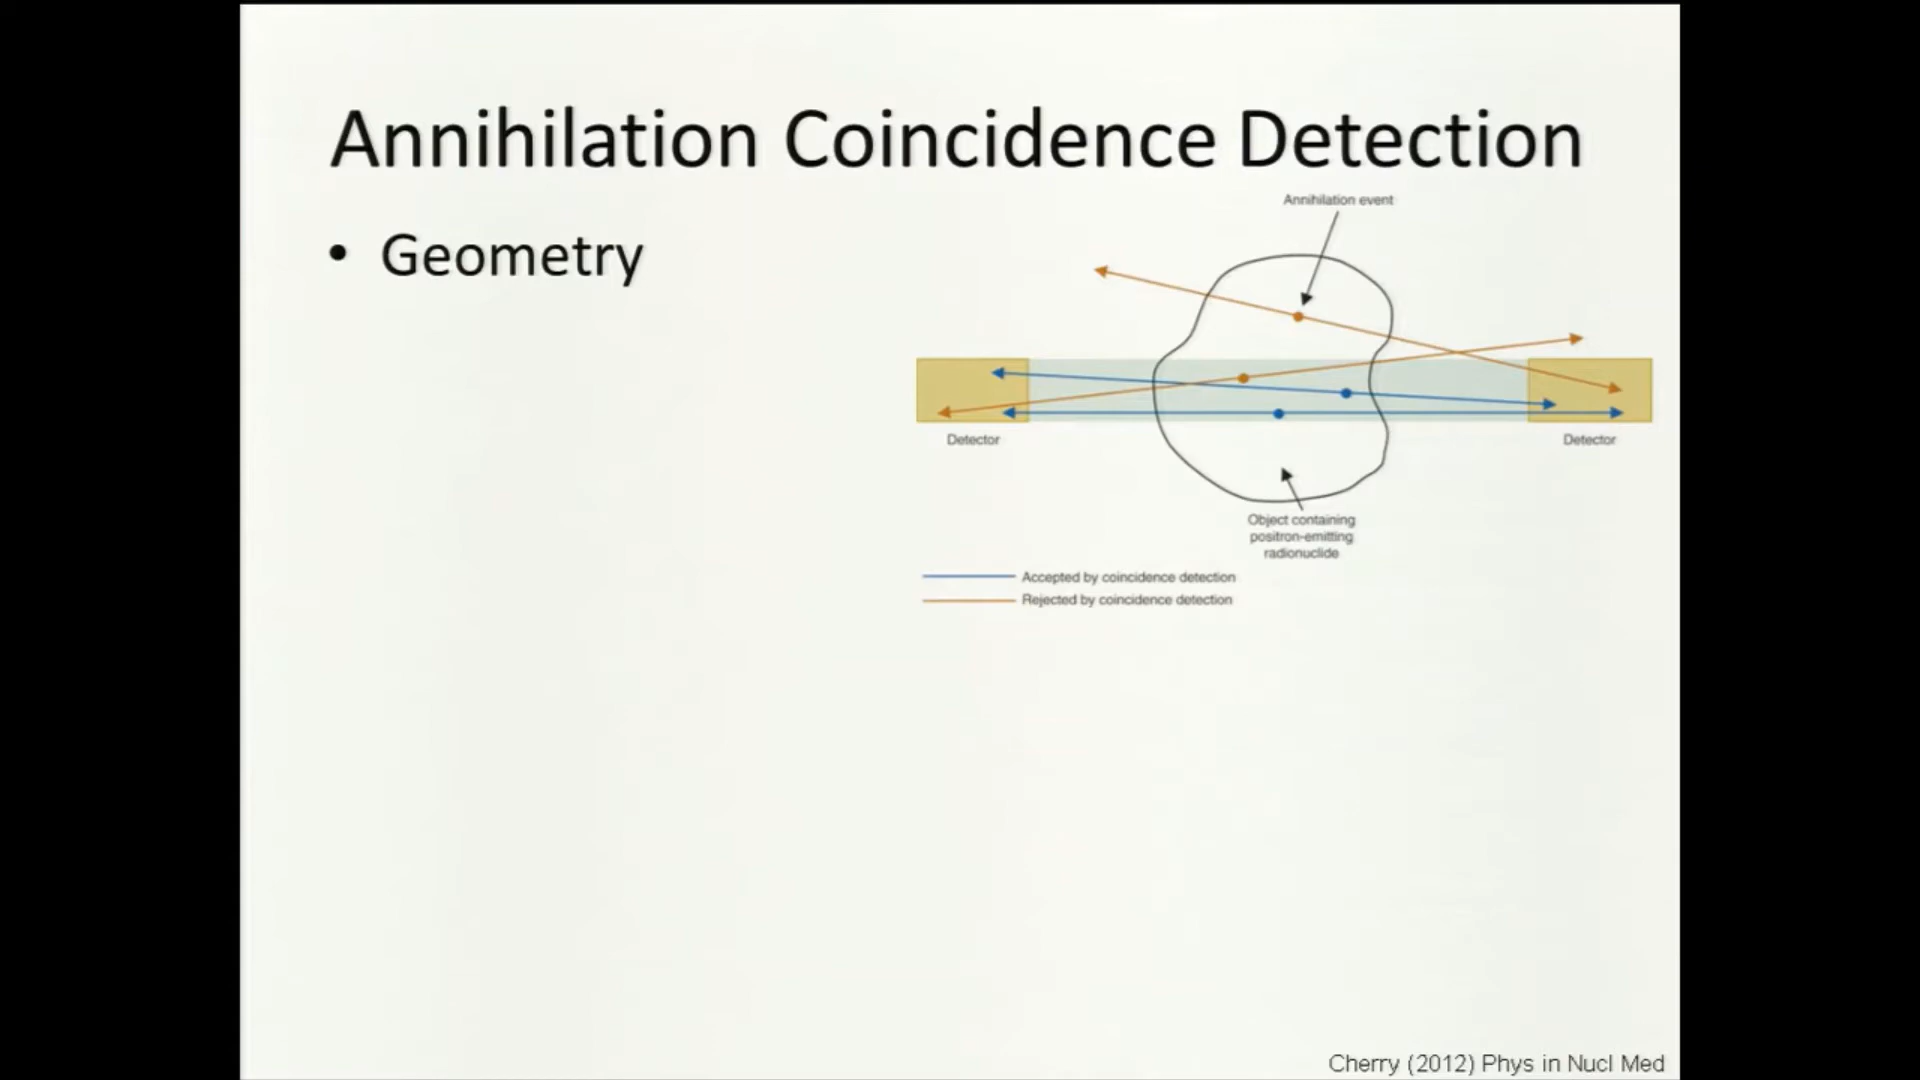 Annihilation Coincidence Detection
• Geometry
Annihilation event
Detector
Detector
Object containing
positron-emitting
radionuclide
Accepted by coincidence detection
Rejected by coincidence detection
Cherry (2012) Phys in Nucl Med